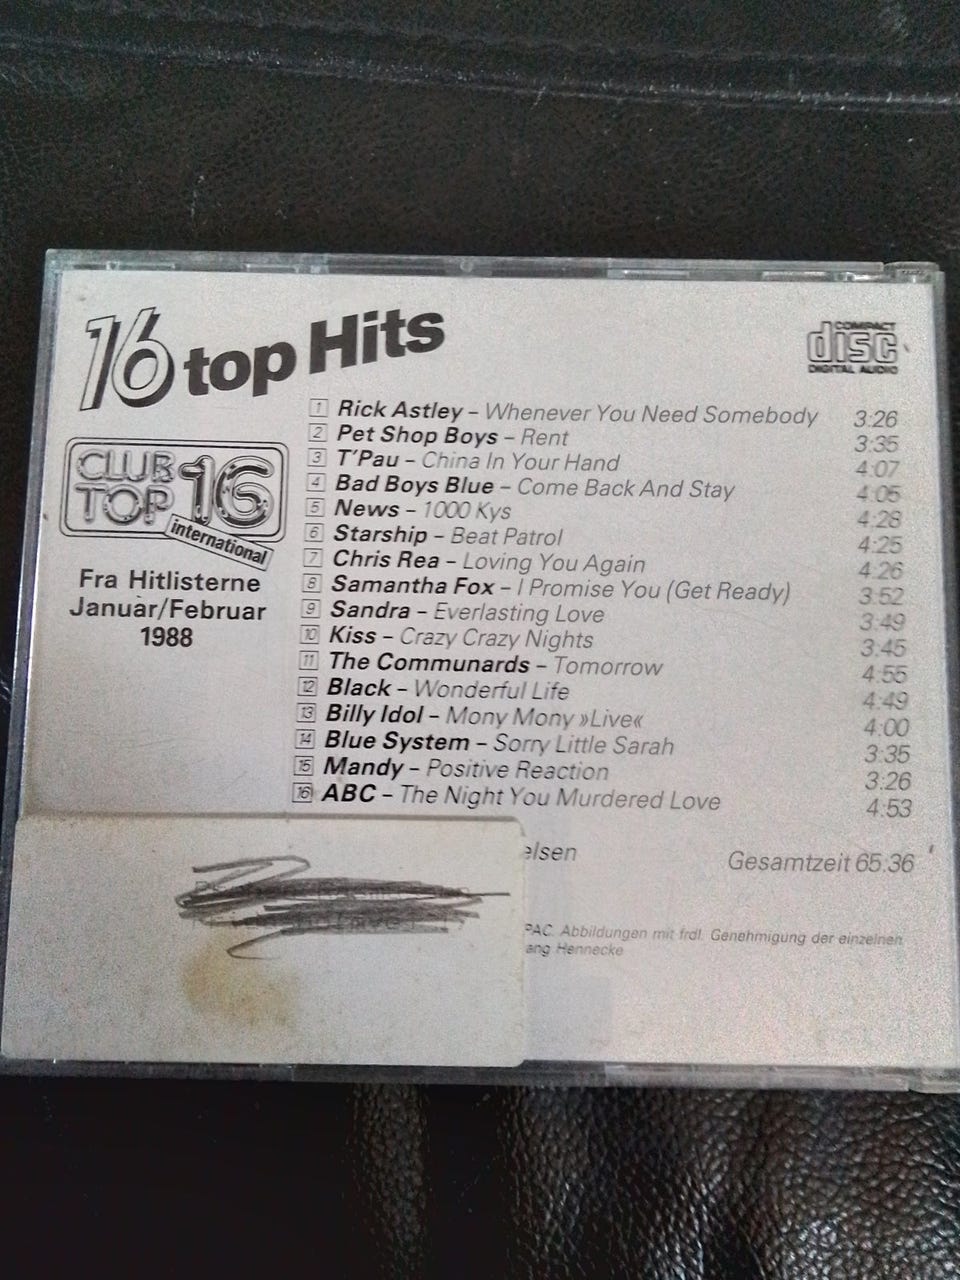 16 top Hits
COMPACT
disc
DIGITAL AUDIO
CLUB
TOP 16
international
Fra Hitlisterne
Januar/Februar
1988
1 Rick Astley – Whenever You Need Somebody 3:26
2 Pet Shop Boys – Rent 3:35
3 T'Pau – China In Your Hand 4:07
4 Bad Boys Blue – Come Back And Stay 4:05
5 News – 1000 Kys 4:28
6 Starship – Beat Patrol 4:25
7 Chris Rea – Loving You Again 4:26
8 Samantha Fox – I Promise You (Get Ready) 3:52
9 Sandra – Everlasting Love 3:49
10 Kiss – Crazy Crazy Nights 3:45
11 The Communards – Tomorrow 4:55
12 Black – Wonderful Life 4:49
13 Billy Idol – Mony Mony »Live« 4:00
14 Blue System – Sorry Little Sarah 3:35
15 Mandy – Positive Reaction 3:26
16 ABC – The Night You Murdered Love 4:53
elsen Gesamtzeit 65:36
PAC. Abbildungen mit frdl. Genehmigung der einzelnen
ang Hennecke